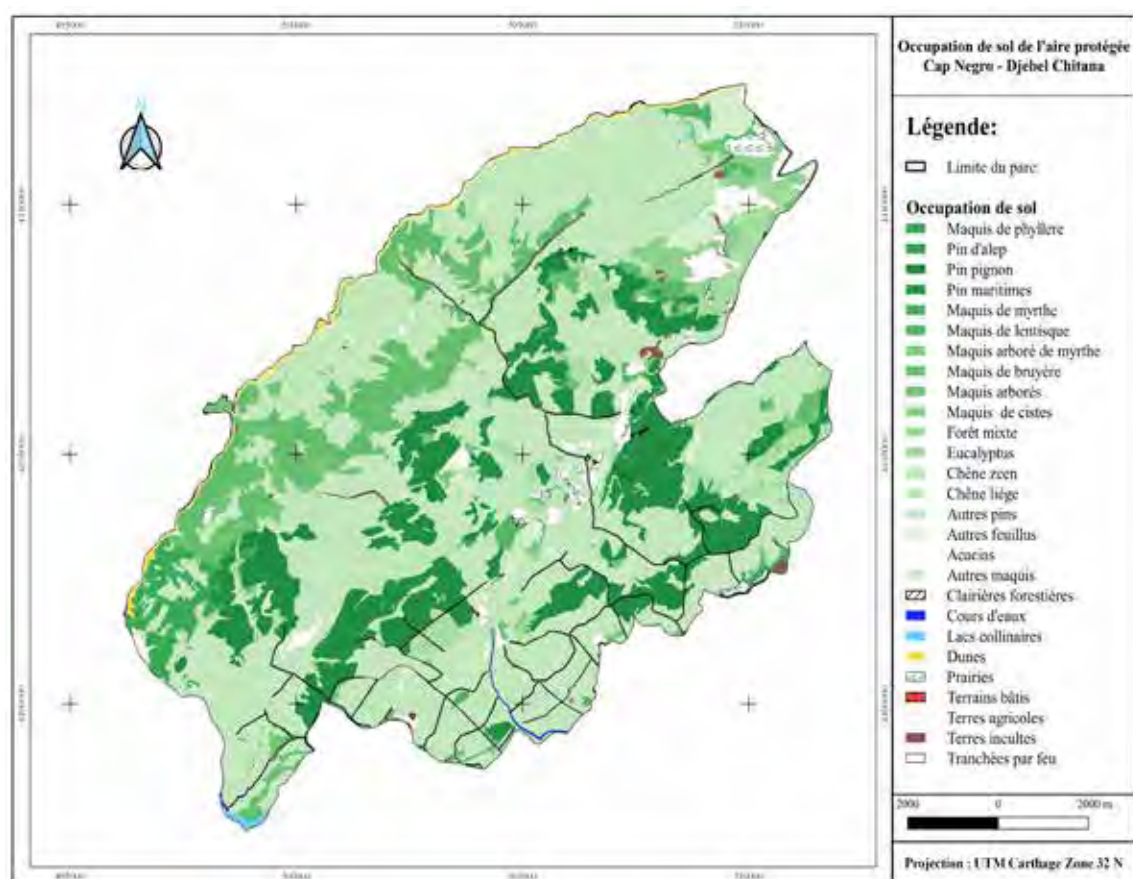 Occupation de sol de l'aire protégée
Cap Negro - Djebel Chitana
Légende:
Limite du parc
Occupation de sol
Maquis de phyllere
Pin d'alep
Pin pignon
Pin maritimes
Maquis de myrthe
Maquis de lentisque
Maquis arboré de myrthe
Maquis de bruyère
Maquis arborés
Maquis de cistes
Forêt mixte
Eucalyptus
Chêne zeen
Chêne liège
Autres pins
Autres feuillus
Acacias
Autres maquis
Clairières forestières
Cours d'eaux
Lacs collinaires
Dunes
Prairies
Terrains bâtis
Terres agricoles
Terres incultes
Tranchées par feu
2000 0 2000 m
Projection : UTM Carthage Zone 32 N
N